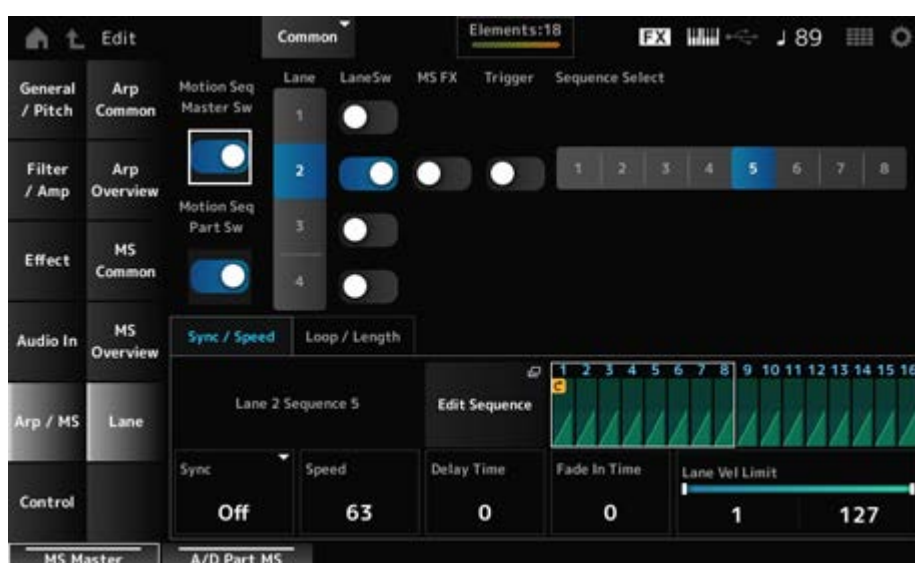 Edit
Common
Elements:18
FX
♩ 89
General / Pitch
Arp Common
Filter / Amp
Arp Overview
Effect
MS Common
Audio In
MS Overview
Arp / MS
Lane
Control
Motion Seq Master Sw
Motion Seq Part Sw
Lane LaneSw MS FX Trigger Sequence Select
1
2
3
4
1 2 3 4 5 6 7 8
Sync / Speed Loop / Length
Lane 2 Sequence 5
Edit Sequence
1 2 3 4 5 6 7 8 9 10 11 12 13 14 15 16
C
Sync Speed Delay Time Fade In Time Lane Vel Limit
Off 63 0 0 1 127
MS Master A/D Part MS